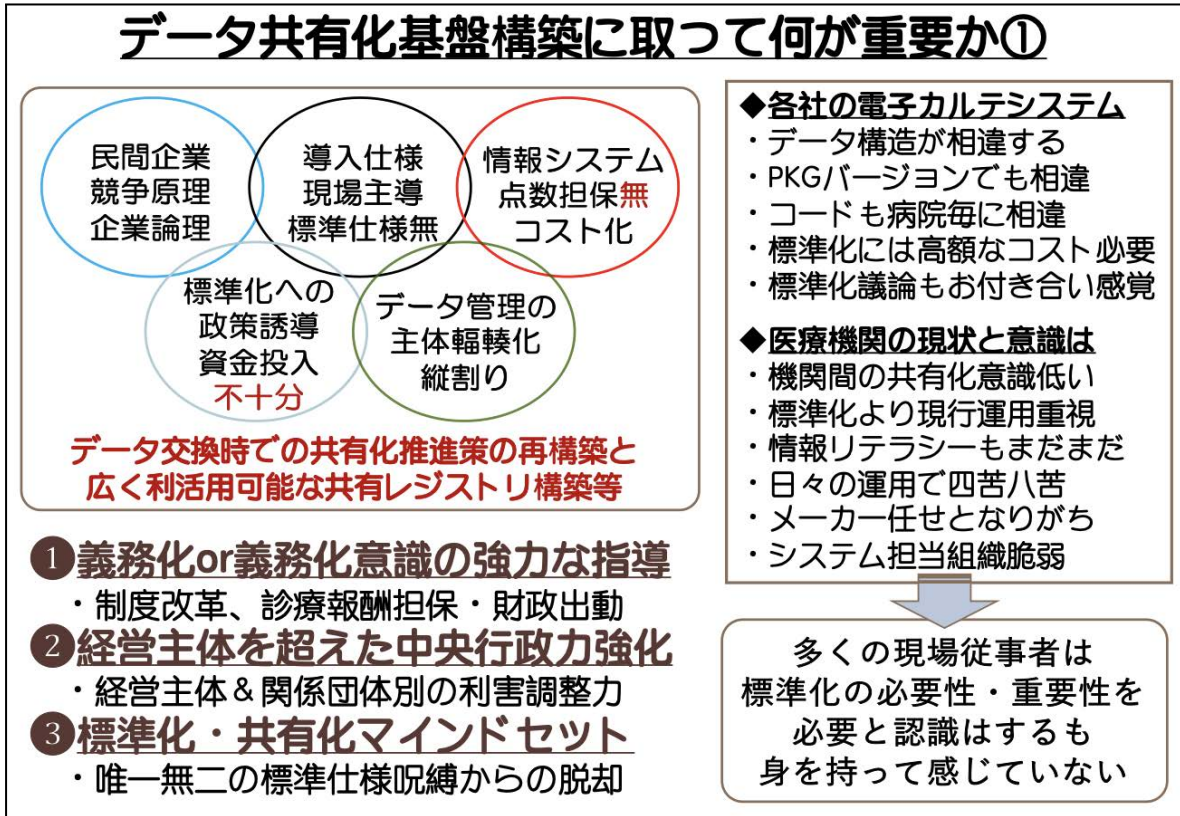 データ共有化基盤構築に取つて何が重要か①
民間企業
競争原理
企業論理
導入仕様
現場主導
標準仕様無
情報システム
点数担保無
コスト化
標準化への
政策誘導
資金投入
不十分
データ管理の
主体輻輳化
縦割り
データ交換時での共有化推進策の再構築と
広く利活用可能な共有レジストリ構築等
❶義務化or義務化意識の強力な指導
・制度改革、診療報酬担保・財政出動
❷経営主体を超えた中央行政力強化
・経営主体&関係団体別の利害調整力
❸標準化・共有化マインドセット
・唯一無二の標準仕様呪縛からの脱却
◆各社の電子カルテシステム
・データ構造が相違する
・PKGバージョンでも相違
・コードも病院毎に相違
・標準化には高額なコスト必要
・標準化議論もお付き合い感覚
◆医療機関の現状と意識は
・機関間の共有化意識低い
・標準化より現行運用重視
・情報リテラシーもまだまだ
・日々の運用で四苦八苦
・メーカー任せとなりがち
・システム担当組織脆弱
多くの現場従事者は
標準化の必要性・重要性を
必要と認識はするも
身を持って感じていない